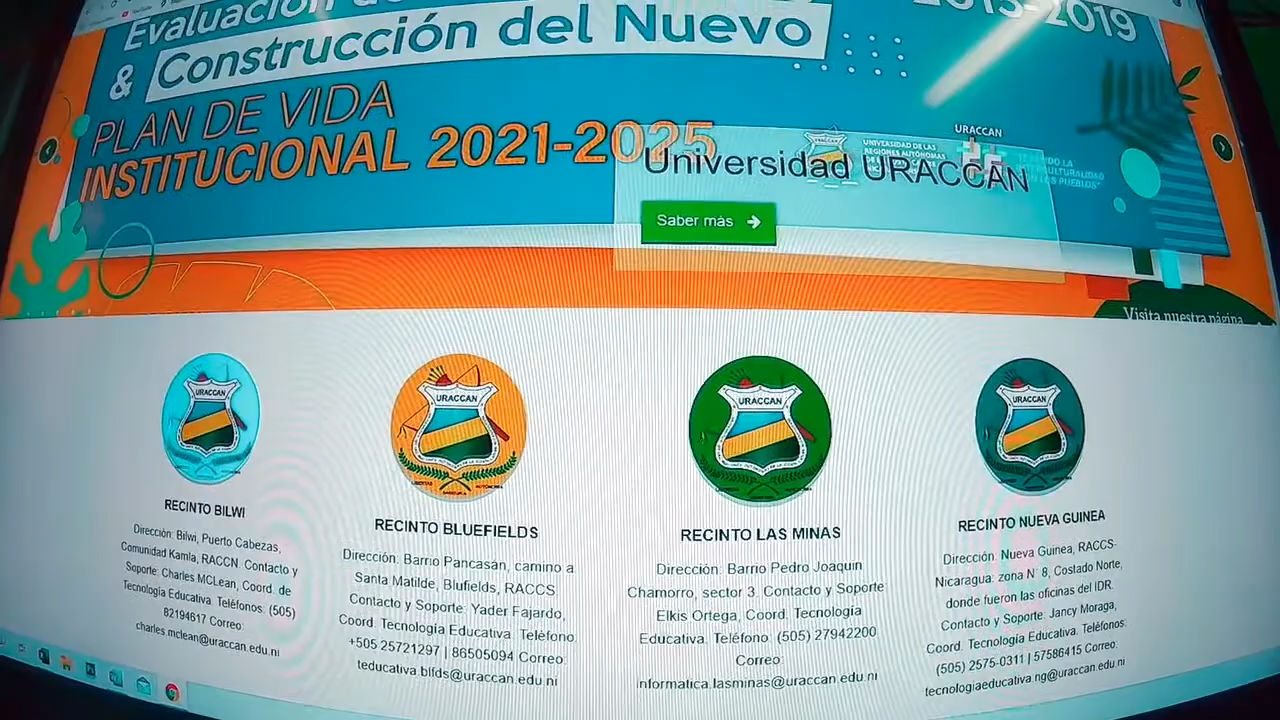 Evaluación
2015-2019
& Construcción del Nuevo
PLAN DE VIDA
INSTITUCIONAL 2021-2025
URACCAN
UNIVERSIDAD DE LAS
REGIONES AUTÓNOMAS
Universidad URACCAN
Saber más
Visita nuestra página
URACCAN
URACCAN
URACCAN
URACCAN
RECINTO BILWI
Dirección: Bilwi, Puerto Cabezas,
Comunidad Kamla, RACCN. Contacto y
Soporte: Charles MCLean, Coord. de
Tecnología Educativa. Teléfonos: (505)
82194617 Correo:
charles.mclean@uraccan.edu.ni
RECINTO BLUEFIELDS
Dirección: Barrio Pancasán, camino a
Santa Matilde, Blufields, RACCS
Contacto y Soporte: Yader Fajardo,
Coord. Tecnología Educativa. Teléfono:
+505 25721297 | 86505094 Correo:
teducativa.blfds@uraccan.edu.ni
RECINTO LAS MINAS
Dirección: Barrio Pedro Joaquin
Chamorro, sector 3. Contacto y Soporte
Elkis Ortega, Coord. Tecnología
Educativa. Teléfono: (505) 27942200
Correo:
informatica.lasminas@uraccan.edu.ni
RECINTO NUEVA GUINEA
Dirección: Nueva Guinea, RACCS-
Nicaragua: zona N° 8, Costado Norte,
donde fueron las oficinas del IDR.
Contacto y Soporte: Jancy Moraga,
Coord. Tecnología Educativa. Teléfonos:
(505) 2575-0311 | 57586415 Correo:
tecnologiaeducativa.ng@uraccan.edu.ni